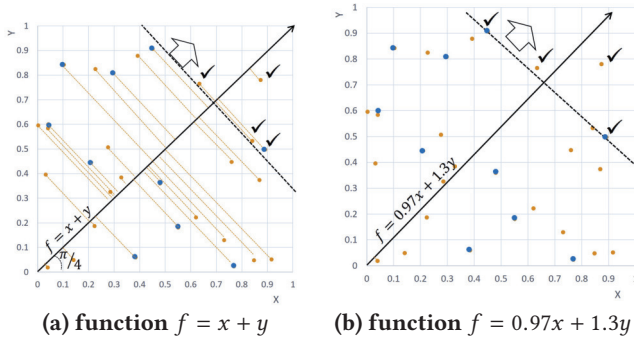 Y
1
0.9
0.8
0.7
0.6
0.5
0.4
0.3
0.2
0.1
0
f = x + y
π/4
0 0.1 0.2 0.3 0.4 0.5 0.6 0.7 0.8 0.9 1
X
(a) function f = x + y
Y
1
0.9
0.8
0.7
0.6
0.5
0.4
0.3
0.2
0.1
0
f = 0.97x + 1.3y
0 0.1 0.2 0.3 0.4 0.5 0.6 0.7 0.8 0.9 1
X
(b) function f = 0.97x + 1.3y